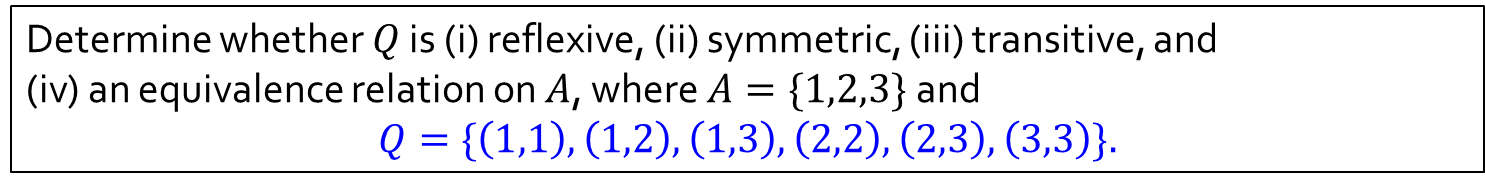 Determine whether Q is (i) reflexive, (ii) symmetric, (iii) transitive, and
(iv) an equivalence relation on A, where A = {1,2,3} and
Q = {(1,1), (1,2), (1,3), (2,2), (2,3), (3,3)}.